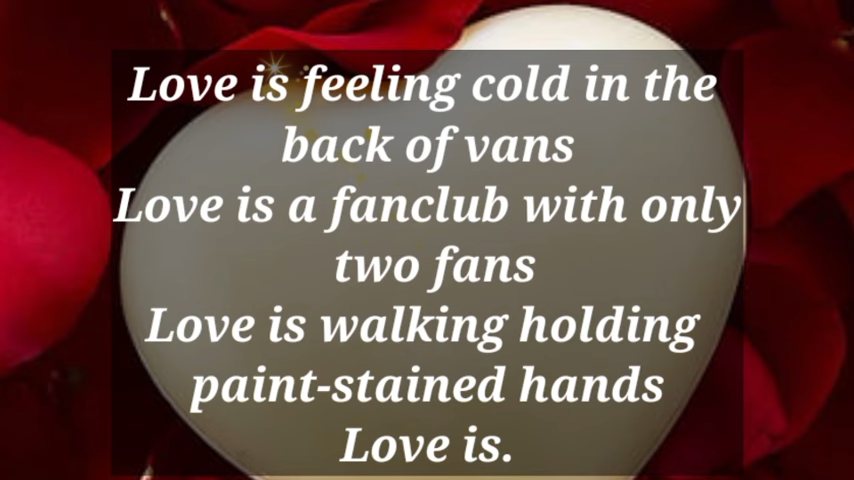 Love is feeling cold in the
back of vans
Love is a fanclub with only
two fans
Love is walking holding
paint-stained hands
Love is.